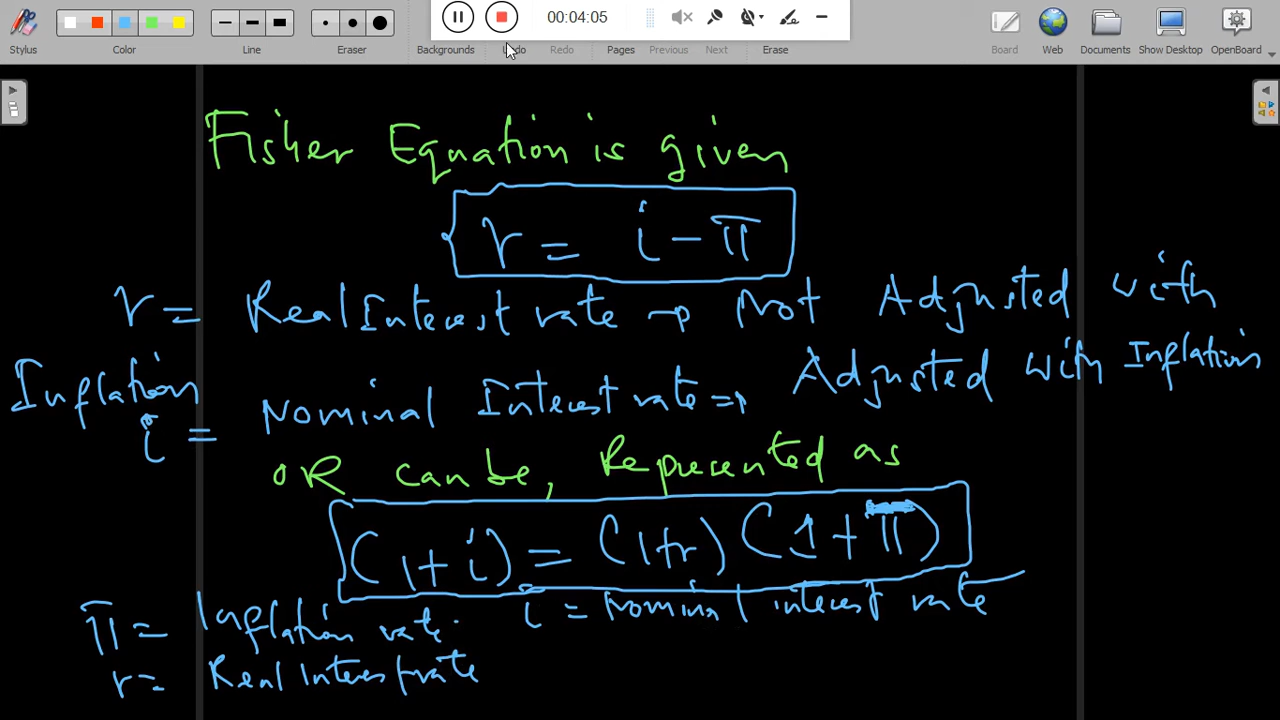 00:04:05
Stylus Color Line Eraser Backgrounds Undo Redo Pages Previous Next Erase Board Web Documents Show Desktop OpenBoard
Fisher Equation is given
r = i - π
r = Real Interest rate → Not Adjusted with
Inflation
i = Nominal Interest rate ⇒ Adjusted with Inflation
OR can be, Represented as
(1+i) = (1+r) (1+π)
π = Inflation rate. i = Nominal interest rate
r = Real Interest rate